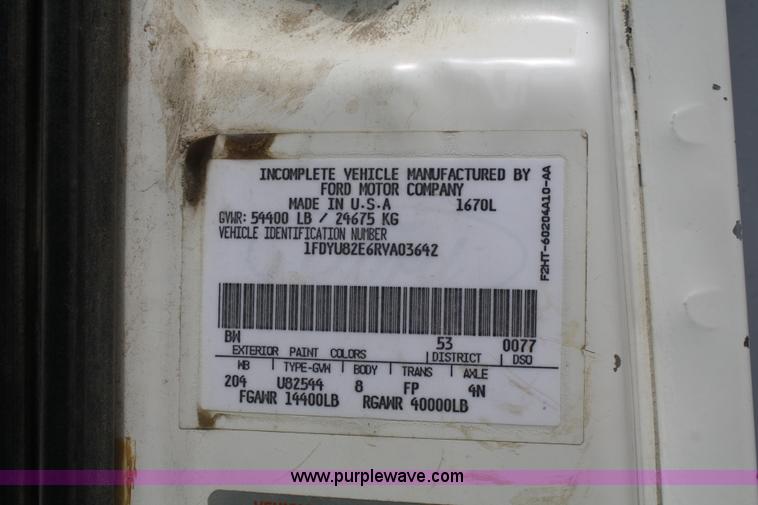 INCOMPLETE VEHICLE MANUFACTURED BY
FORD MOTOR COMPANY
MADE IN U.S.A 1670L
GVWR: 54400 LB / 24675 KG
VEHICLE IDENTIFICATION NUMBER
1FDYU82E6RVA03642
F2HT-60204A10-AA
BW 53 0077
EXTERIOR PAINT COLORS DISTRICT DSO
WB TYPE-GVW BODY TRANS AXLE
204 U82544 8 FP 4N
FGAWR 14400LB RGAWR 40000LB
www.purplewave.com